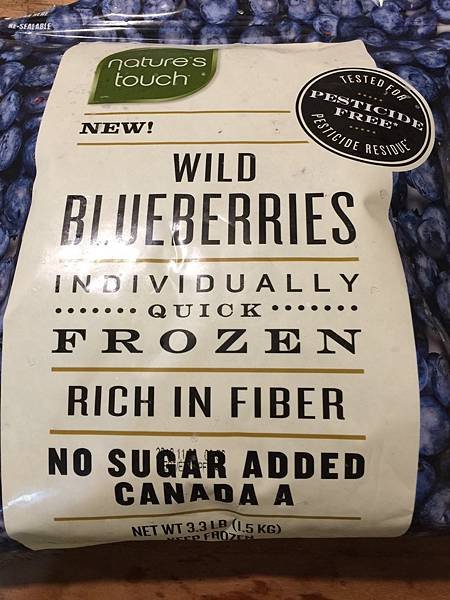 RE-SEALABLE
nature's
touch
TESTED FOR
PESTICIDE
FREE*
PESTICIDE RESIDUE
NEW!
WILD
BLUEBERRIES
INDIVIDUALLY
QUICK
FROZEN
RICH IN FIBER
NO SUGAR ADDED
CANADA A
NET WT 3.3 LB (1.5 KG)
KEEP FROZEN